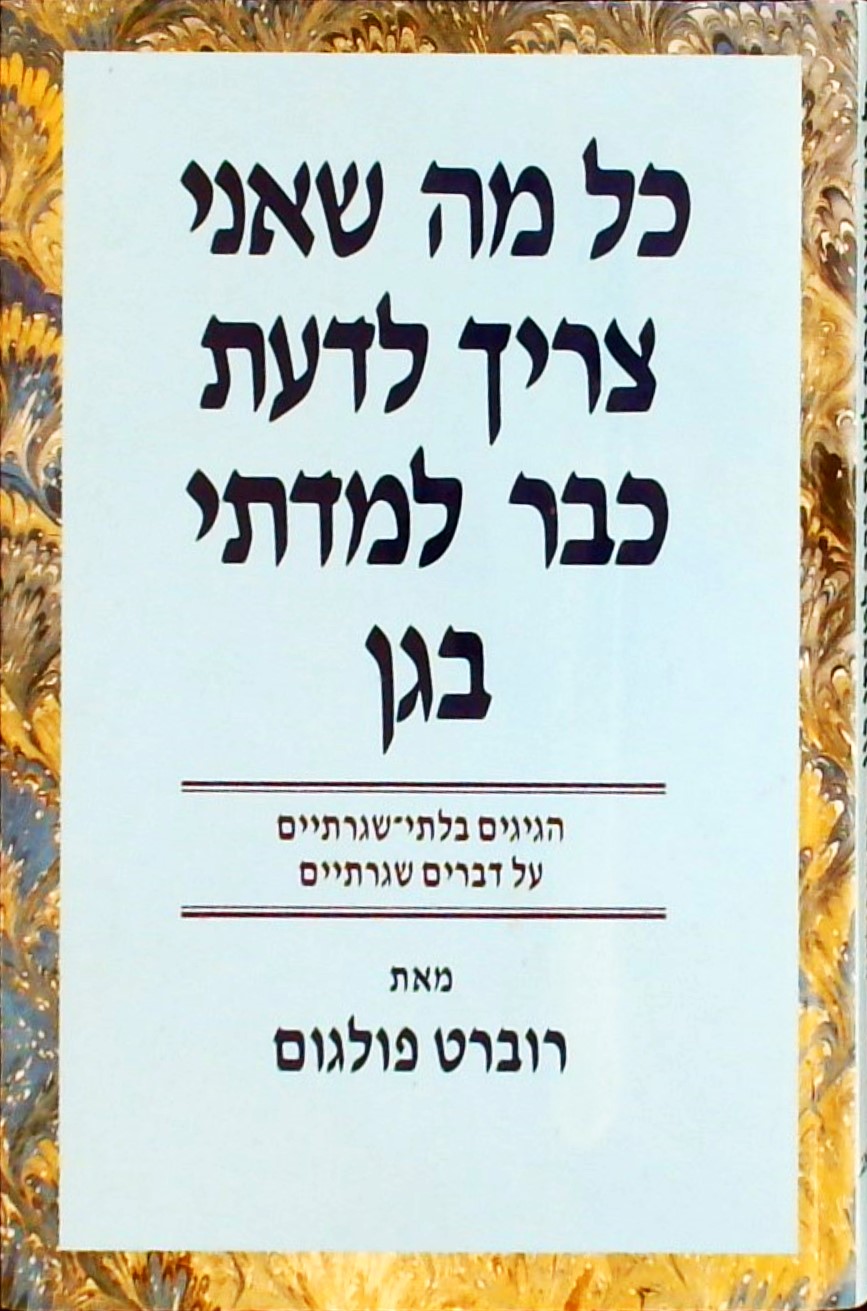 כל מה שאני
צריך לדעת
כבר למדתי
בגן
הגיגים בלתי־שגרתיים
על דברים שגרתיים
מאת
רוברט פולגום